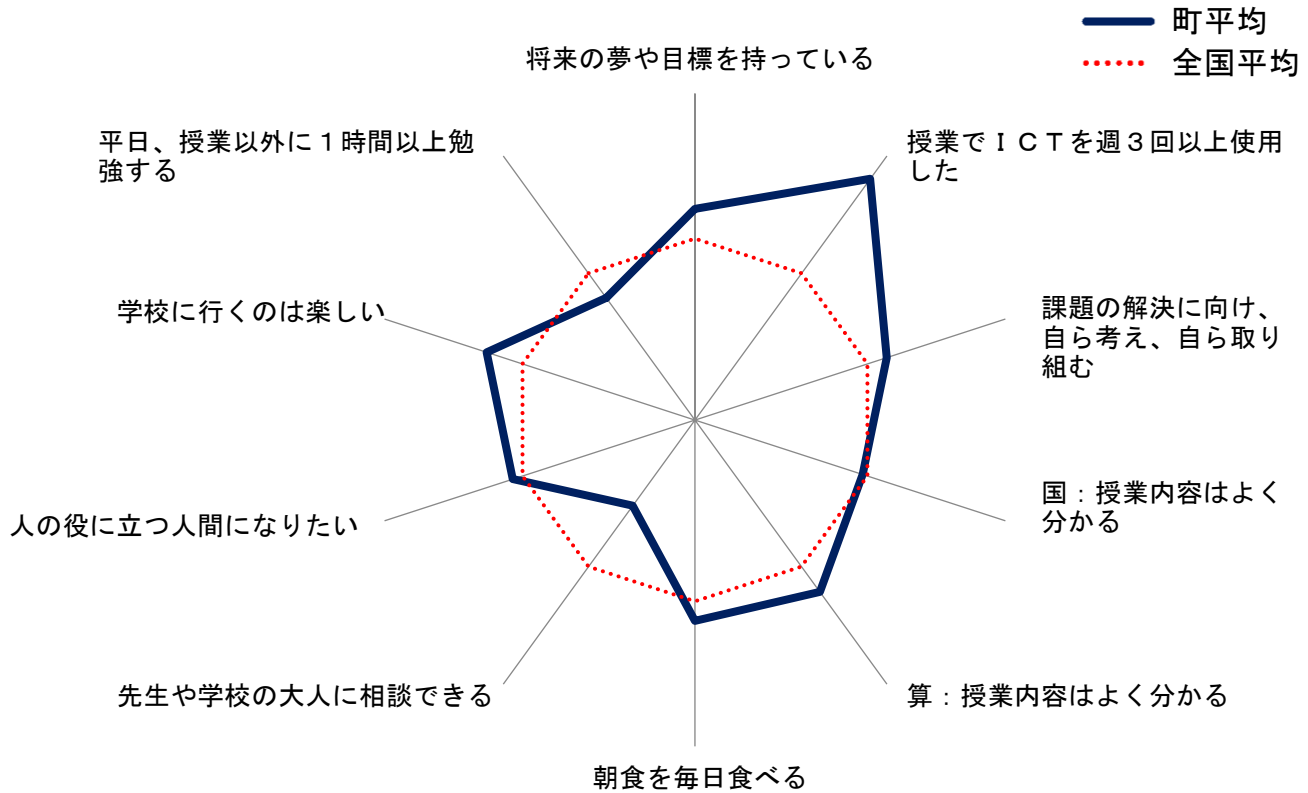 町平均
全国平均
将来の夢や目標を持っている
授業でＩＣＴを週３回以上使用
した
課題の解決に向け、
自ら考え、自ら取り
組む
国：授業内容はよく
分かる
算：授業内容はよく分かる
朝食を毎日食べる
先生や学校の大人に相談できる
人の役に立つ人間になりたい
学校に行くのは楽しい
平日、授業以外に１時間以上勉
強する